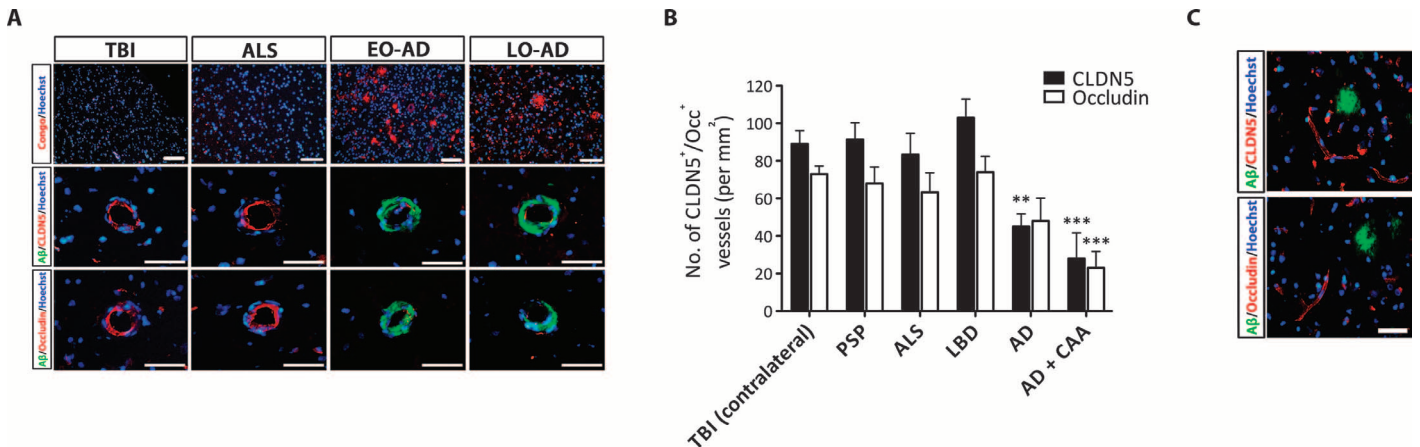 A
TBI
ALS
EO-AD
LO-AD
Congo/Hoechst
Aβ/CLDN5/Hoechst
Aβ/Occludin/Hoechst
B
No. of CLDN5⁺/Occ⁺
vessels (per mm²)
120
100
80
60
40
20
0
CLDN5
Occludin
**
***
***
TBI (contralateral)
PSP
ALS
LBD
AD
AD + CAA
C
Aβ/CLDN5/Hoechst
Aβ/Occludin/Hoechst